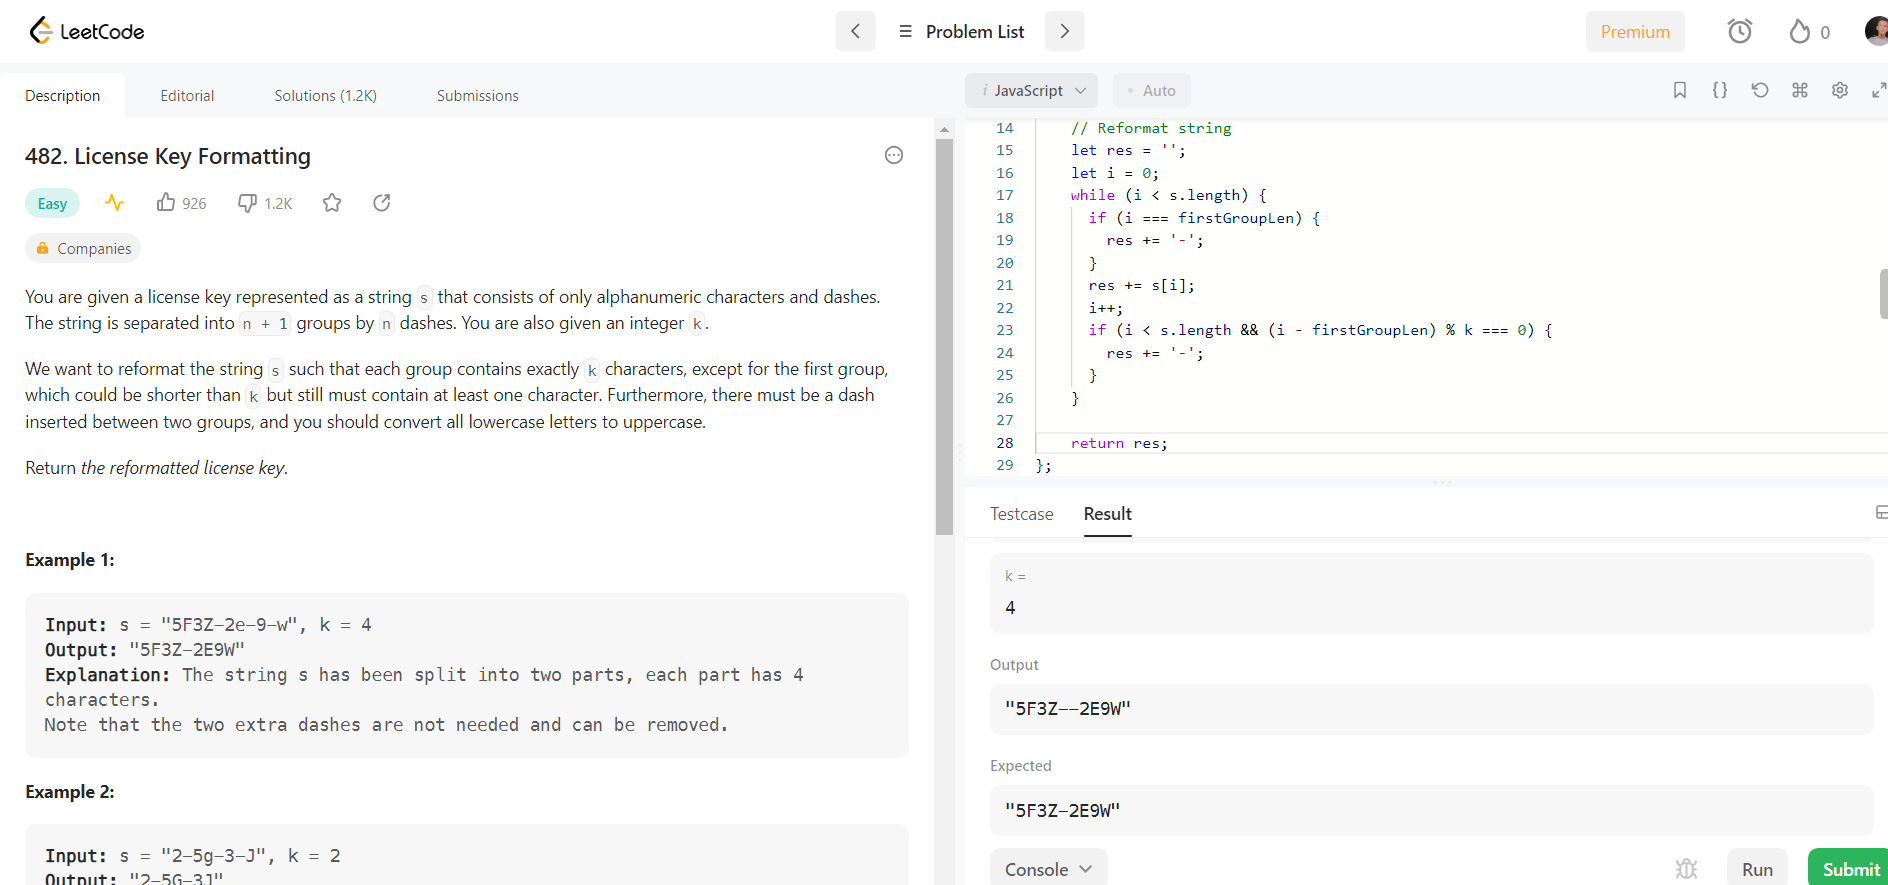 LeetCode
Problem List
Premium
0
Description
Editorial
Solutions (1.2K)
Submissions
482. License Key Formatting
Easy
926
1.2K
Companies
You are given a license key represented as a string s that consists of only alphanumeric characters and dashes.
The string is separated into n + 1 groups by n dashes. You are also given an integer k.
We want to reformat the string s such that each group contains exactly k characters, except for the first group,
which could be shorter than k but still must contain at least one character. Furthermore, there must be a dash
inserted between two groups, and you should convert all lowercase letters to uppercase.
Return the reformatted license key.
Example 1:
Input: s = "5F3Z-2e-9-w", k = 4
Output: "5F3Z-2E9W"
Explanation: The string s has been split into two parts, each part has 4
characters.
Note that the two extra dashes are not needed and can be removed.
Example 2:
Input: s = "2-5g-3-J", k = 2
Output: "2-5G-3J"
i JavaScript
• Auto
14 // Reformat string
15 let res = '';
16 let i = 0;
17 while (i < s.length) {
18 if (i === firstGroupLen) {
19 res += '-';
20 }
21 res += s[i];
22 i++;
23 if (i < s.length && (i - firstGroupLen) % k === 0) {
24 res += '-';
25 }
26 }
27
28 return res;
29 };
Testcase
Result
k =
4
Output
"5F3Z--2E9W"
Expected
"5F3Z-2E9W"
Console
Run
Submit